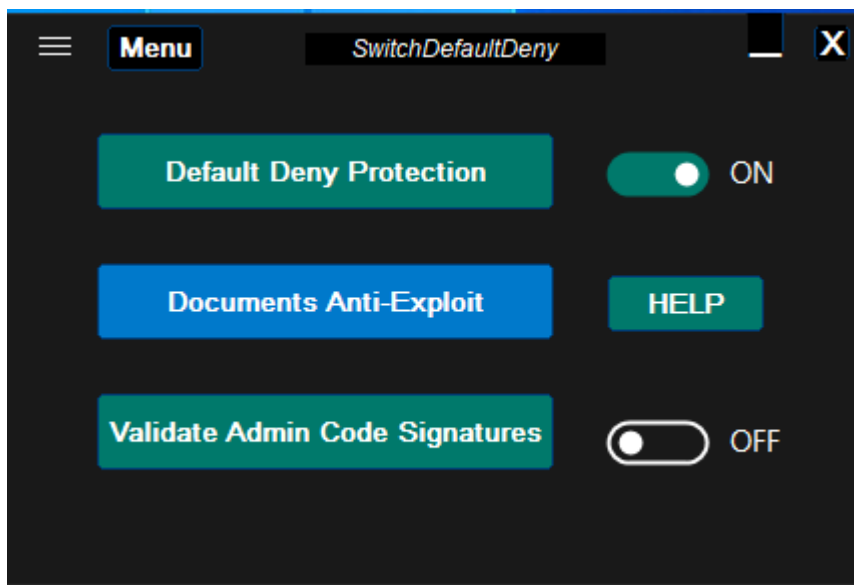 Menu
SwitchDefaultDeny
X
Default Deny Protection
ON
Documents Anti-Exploit
HELP
Validate Admin Code Signatures
OFF